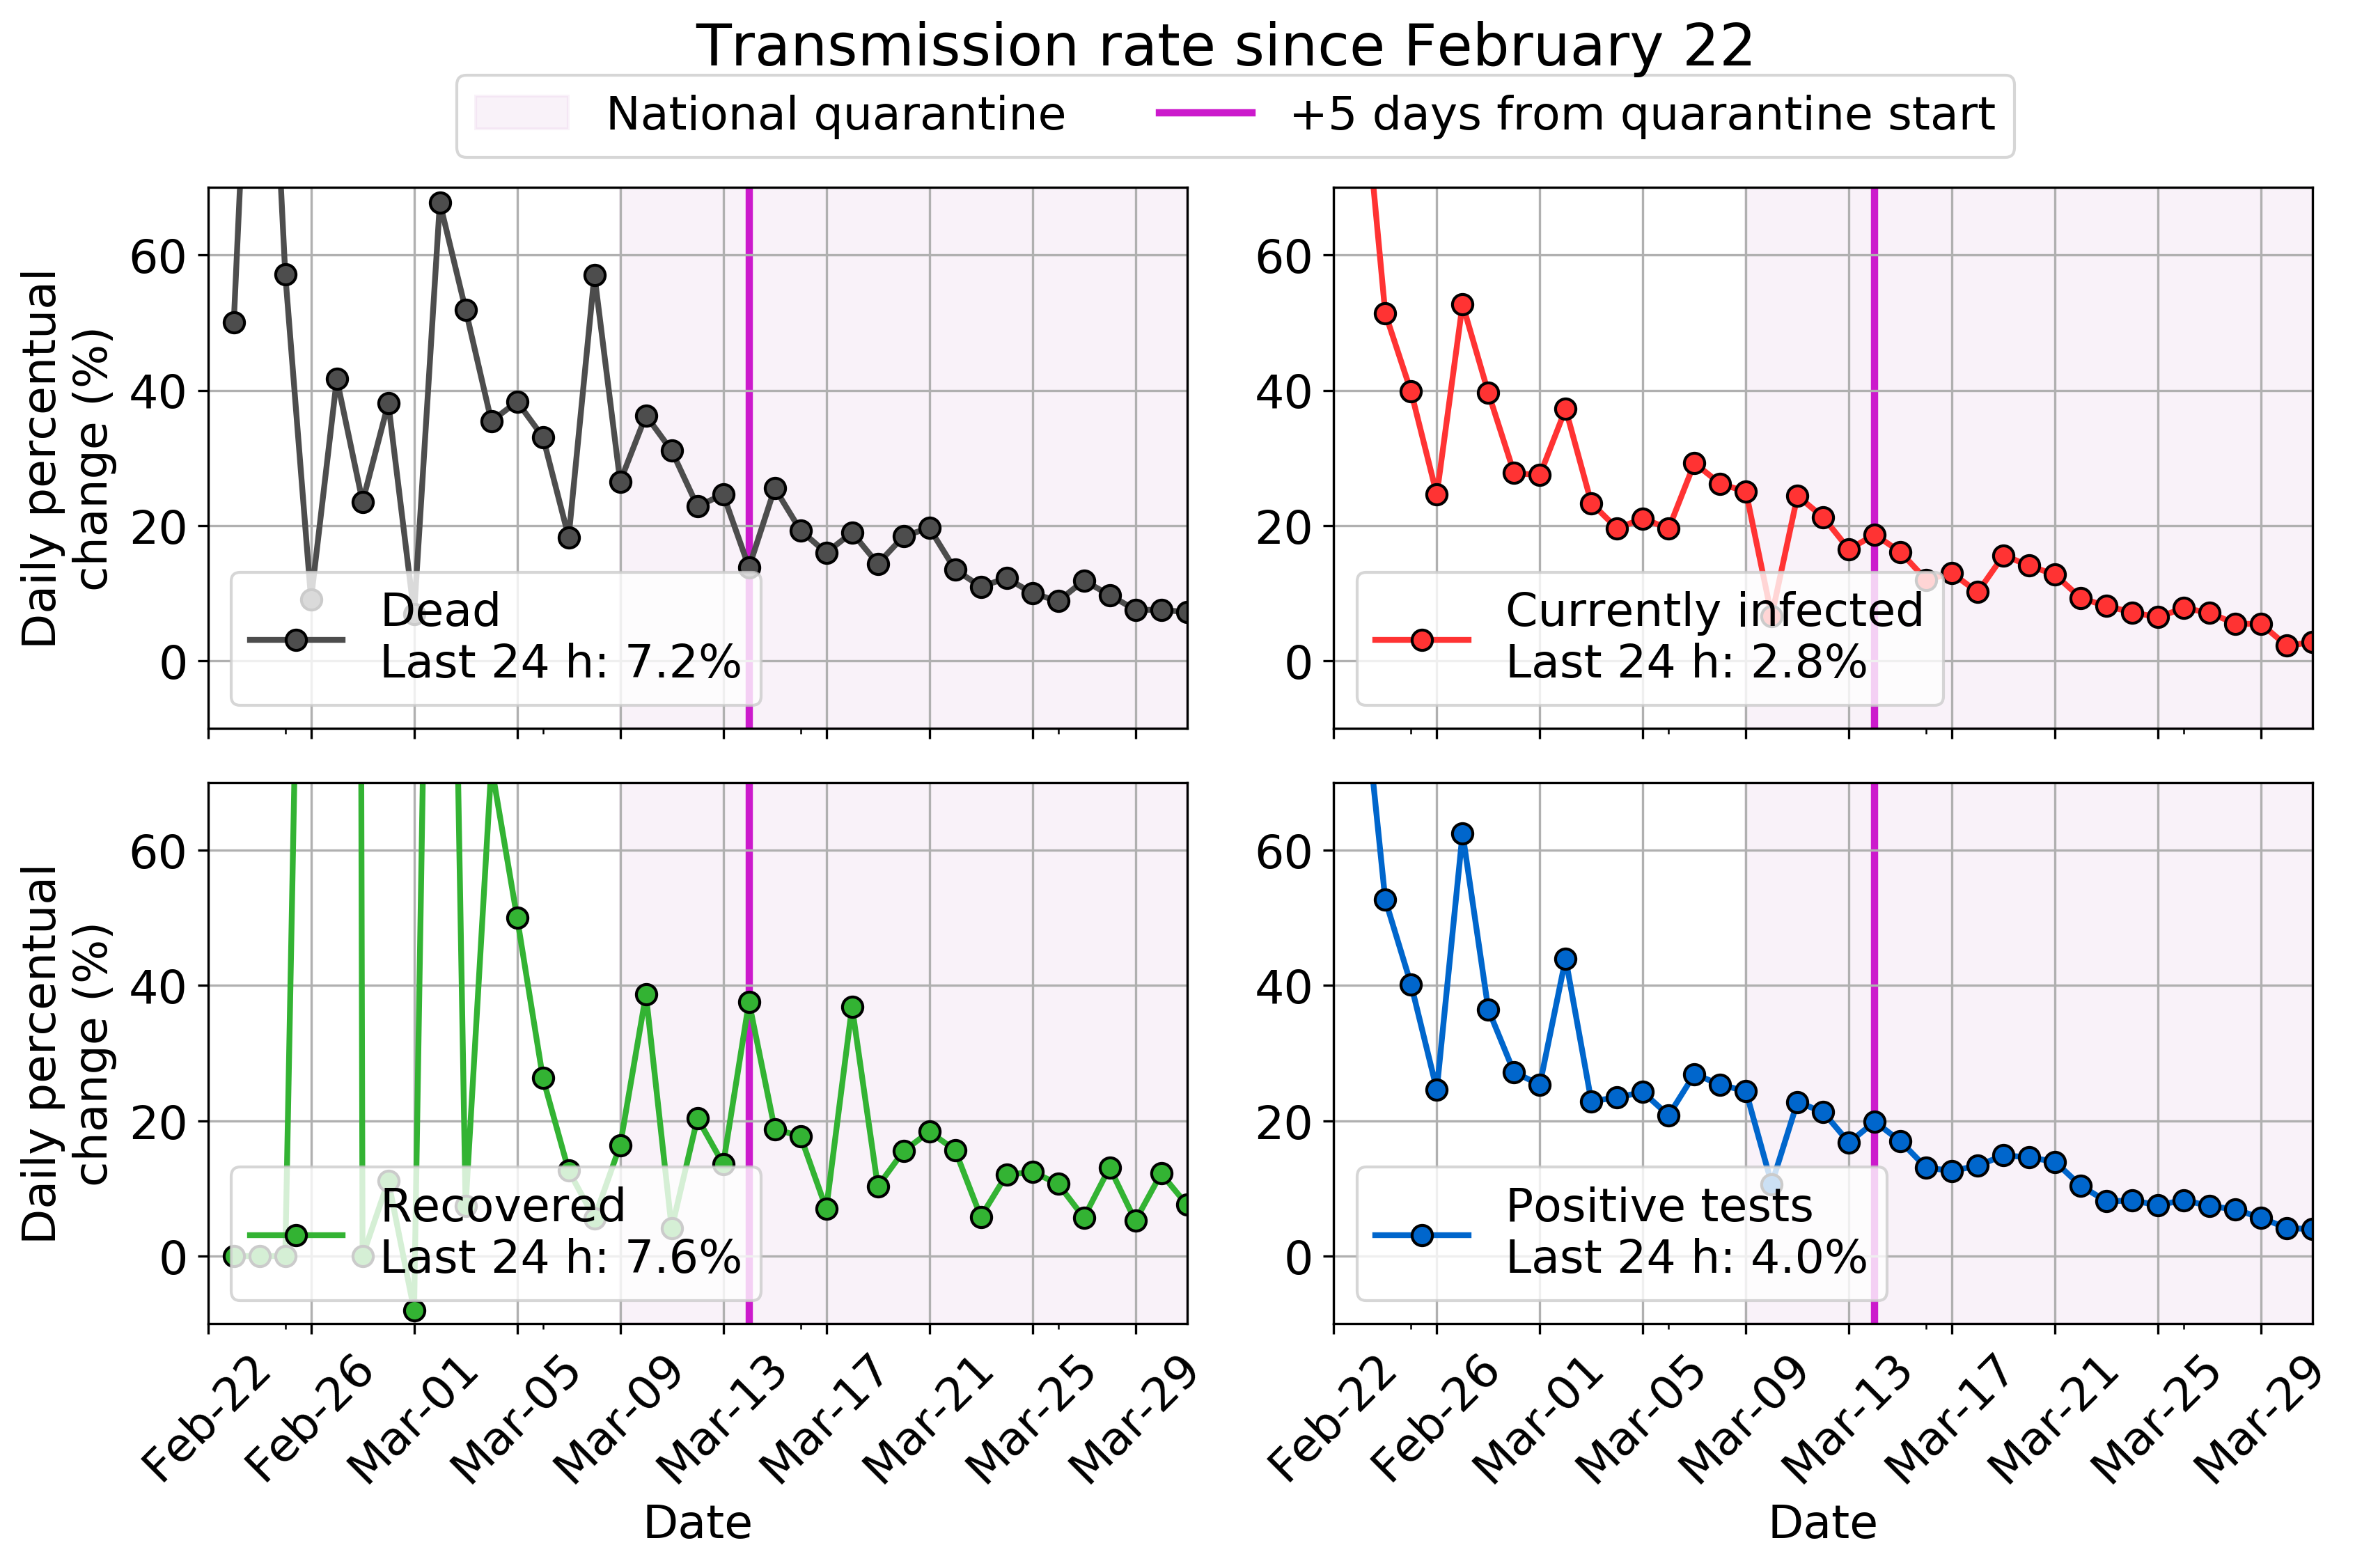 Transmission rate since February 22
National quarantine
+5 days from quarantine start
Daily percentual
change (%)
60
40
20
0
Dead
Last 24 h: 7.2%
60
40
20
0
Currently infected
Last 24 h: 2.8%
Daily percentual
change (%)
60
40
20
0
Recovered
Last 24 h: 7.6%
Feb-22
Feb-26
Mar-01
Mar-05
Mar-09
Mar-13
Mar-17
Mar-21
Mar-25
Mar-29
Date
60
40
20
0
Positive tests
Last 24 h: 4.0%
Feb-22
Feb-26
Mar-01
Mar-05
Mar-09
Mar-13
Mar-17
Mar-21
Mar-25
Mar-29
Date